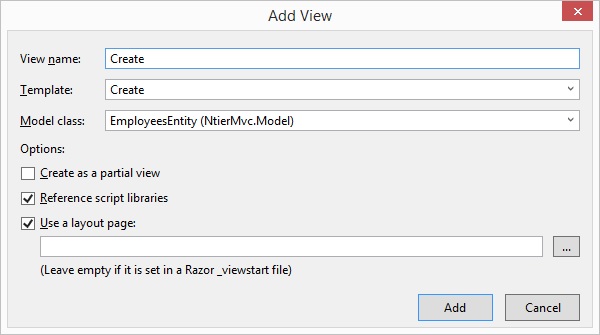 Add View
View name: Create
Template: Create
Model class: EmployeesEntity (NtierMvc.Model)
Options:
Create as a partial view
Reference script libraries
Use a layout page:
...
(Leave empty if it is set in a Razor _viewstart file)
Add Cancel